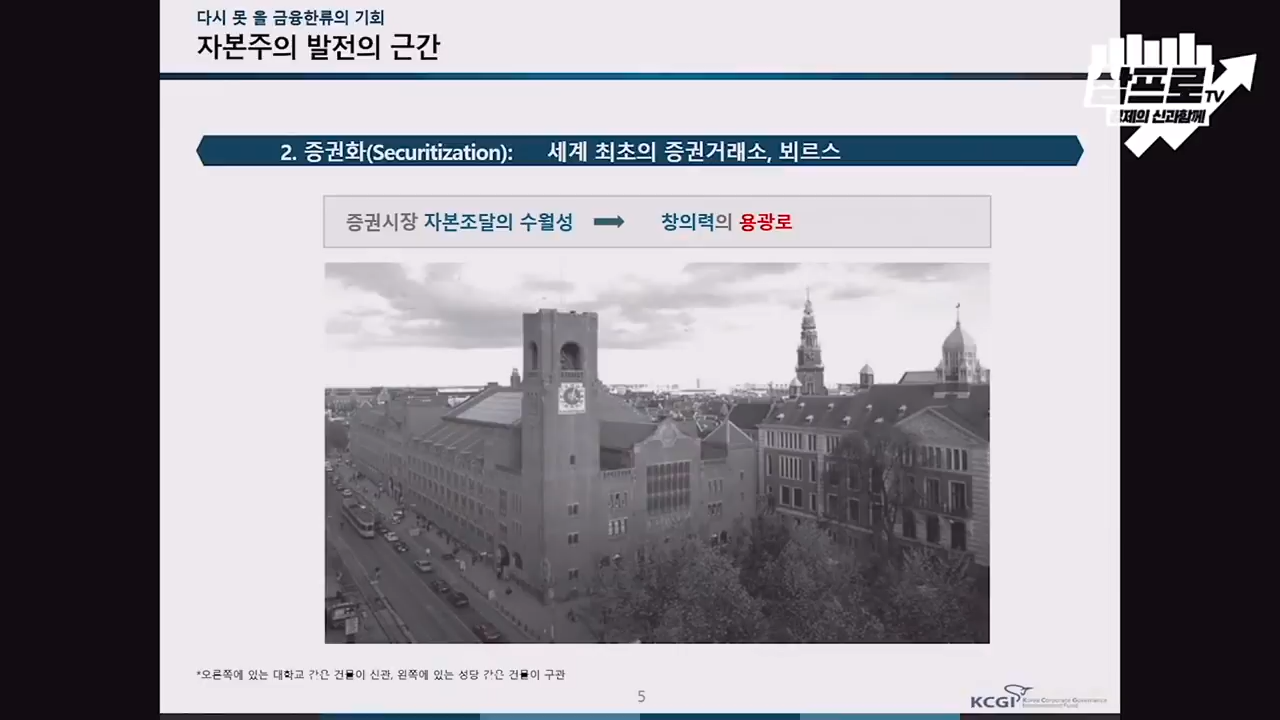 다시 못 올 금융한류의 기회
자본주의 발전의 근간
삼프로TV
경제의 신과함께
2. 증권화(Securitization): 세계 최초의 증권거래소, 뵈르스
증권시장 자본조달의 수월성 창의력의 용광로
*오른쪽에 있는 대학교 같은 건물이 신관, 왼쪽에 있는 성당 같은 건물이 구관
5
KCGI Korea Corporate Governance